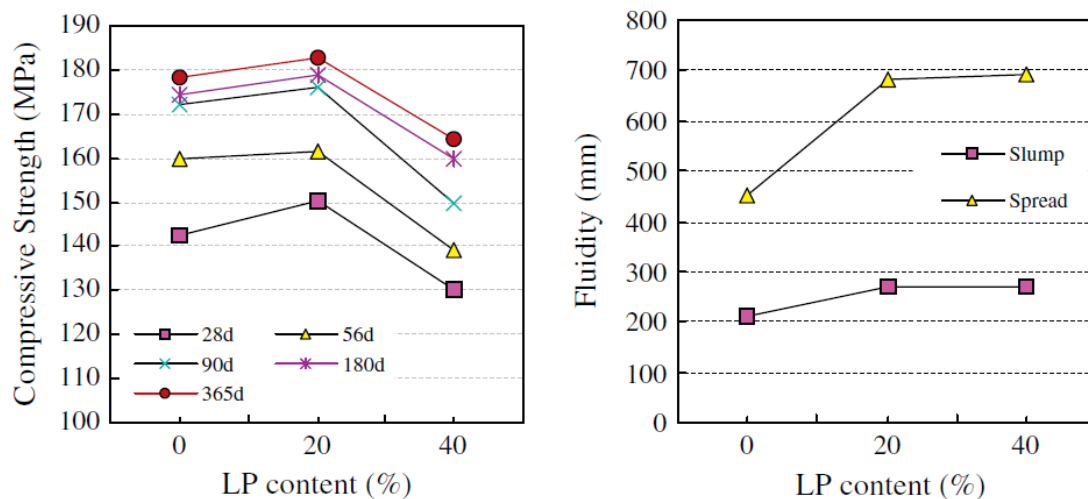 Compressive Strength (MPa)
190
180
170
160
150
140
130
120
110
100
28d
56d
90d
180d
365d
0
20
40
LP content (%)
Fluidity (mm)
800
700
600
500
400
300
200
100
0
Slump
Spread
0
20
40
LP content (%)